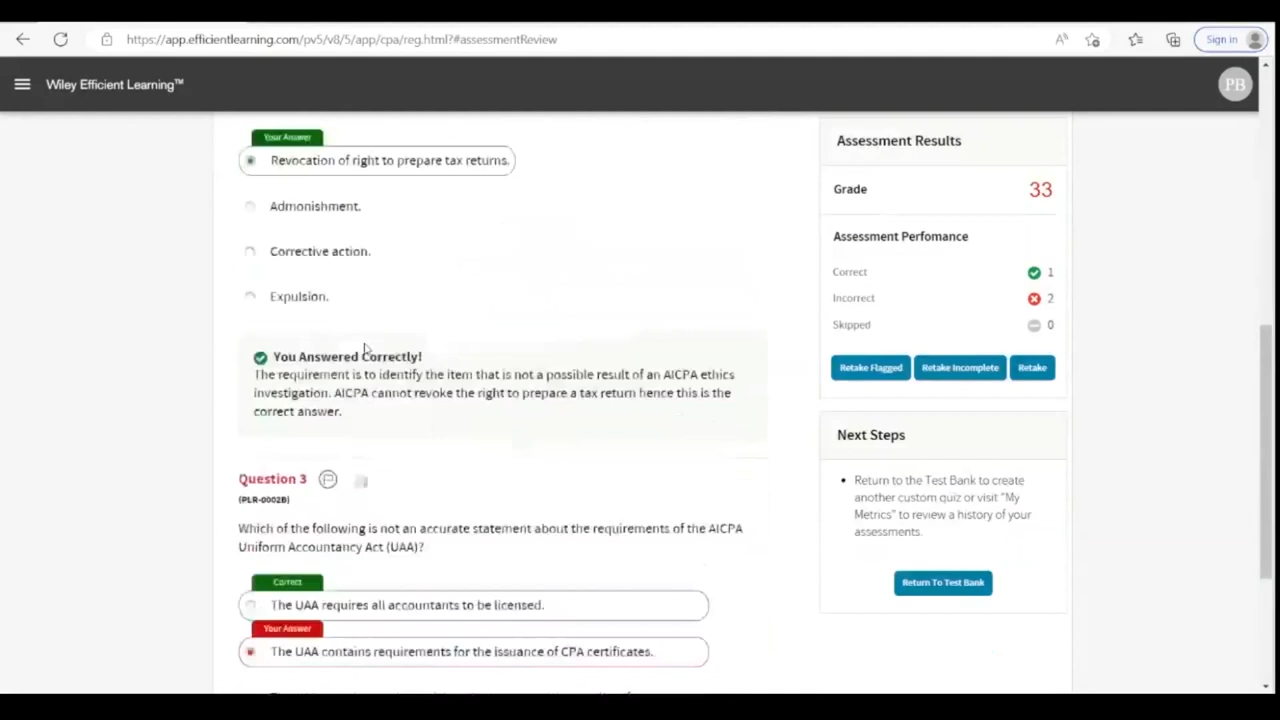 https://app.efficientlearning.com/pv5/v8/5/app/cpa/reg.html?#assessmentReview
Sign in
Wiley Efficient Learning™
PB
Your Answer
Revocation of right to prepare tax returns.
Admonishment.
Corrective action.
Expulsion.
You Answered Correctly!
The requirement is to identify the item that is not a possible result of an AICPA ethics
investigation. AICPA cannot revoke the right to prepare a tax return hence this is the
correct answer.
Question 3
(PLR-0002B)
Which of the following is not an accurate statement about the requirements of the AICPA
Uniform Accountancy Act (UAA)?
Correct
The UAA requires all accountants to be licensed.
Your Answer
The UAA contains requirements for the issuance of CPA certificates.
Assessment Results
Grade 33
Assessment Perfomance
Correct 1
Incorrect 2
Skipped 0
Retake Flagged Retake Incomplete Retake
Next Steps
• Return to the Test Bank to create
another custom quiz or visit "My
Metrics" to review a history of your
assessments.
Return To Test Bank